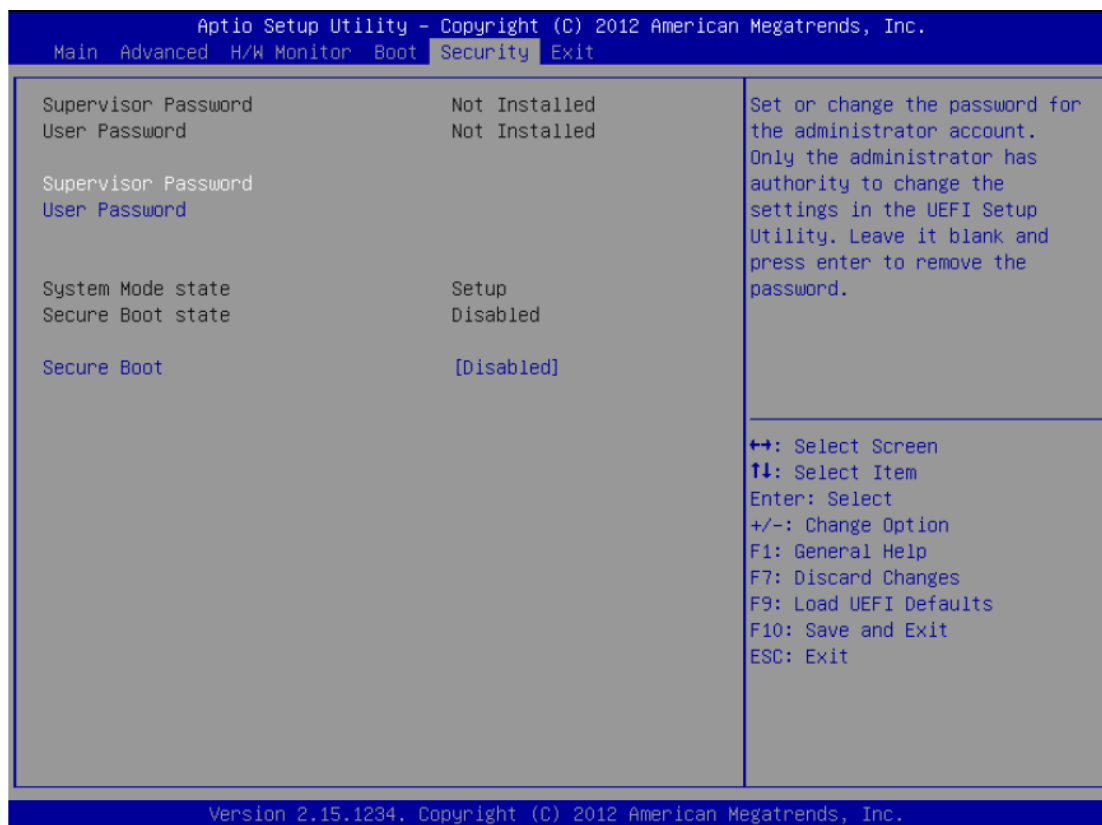 Aptio Setup Utility – Copyright (C) 2012 American Megatrends, Inc.
Main Advanced H/W Monitor Boot Security Exit
Supervisor Password Not Installed
User Password Not Installed
Supervisor Password
User Password
System Mode state Setup
Secure Boot state Disabled
Secure Boot [Disabled]
Set or change the password for
the administrator account.
Only the administrator has
authority to change the
settings in the UEFI Setup
Utility. Leave it blank and
press enter to remove the
password.
↔: Select Screen
↑↓: Select Item
Enter: Select
+/-: Change Option
F1: General Help
F7: Discard Changes
F9: Load UEFI Defaults
F10: Save and Exit
ESC: Exit
Version 2.15.1234. Copyright (C) 2012 American Megatrends, Inc.